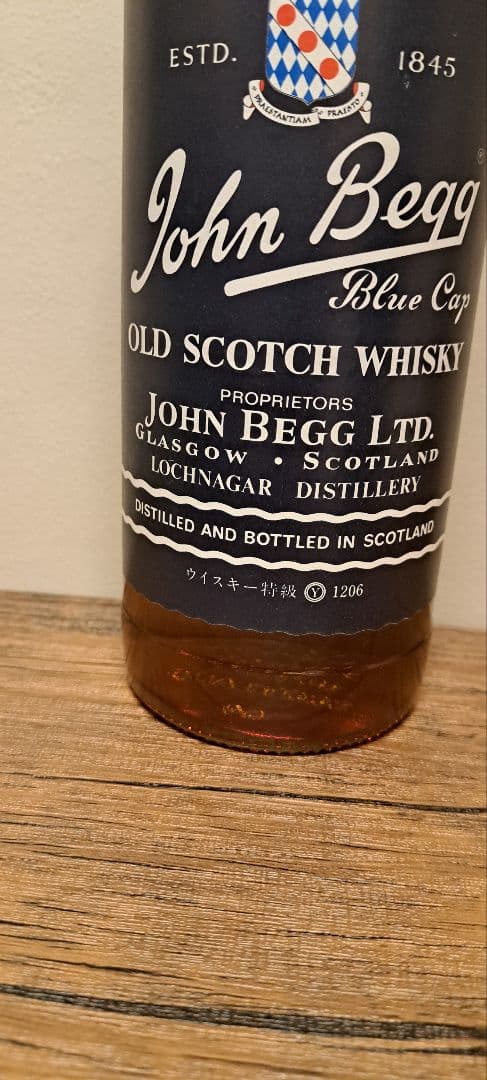 ESTD. 1845
PRAESTANTIAM PRAESTO
John Begg
Blue Cap
OLD SCOTCH WHISKY
PROPRIETORS
JOHN BEGG LTD.
GLASGOW • SCOTLAND
LOCHNAGAR DISTILLERY
DISTILLED AND BOTTLED IN SCOTLAND
ウイスキー特級 Ⓨ 1206